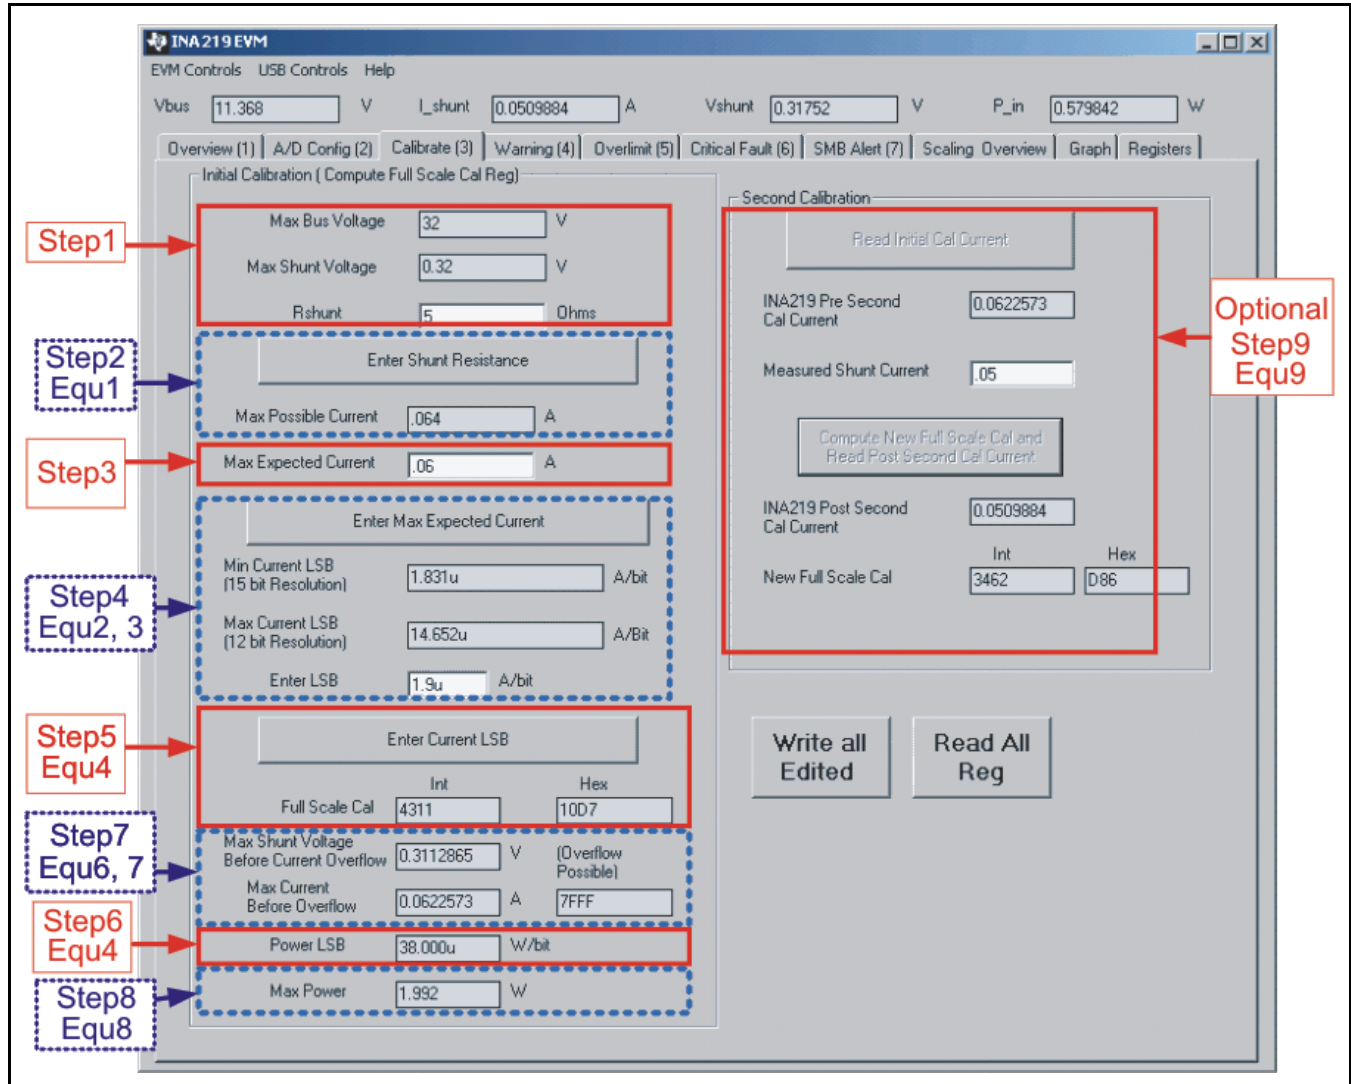 INA219EVM
EVM Controls USB Controls Help
Vbus 11.368 V I_shunt 0.0509884 A Vshunt 0.31752 V P_in 0.579842 W
Overview (1) A/D Config (2) Calibrate (3) Warning (4) Overlimit (5) Critical Fault (6) SMB Alert (7) Scaling Overview Graph Registers
Initial Calibration ( Compute Full Scale Cal Reg)
Step1
Max Bus Voltage 32 V
Max Shunt Voltage 0.32 V
Rshunt 5 Ohms
Step2
Equ1
Enter Shunt Resistance
Max Possible Current .064 A
Step3
Max Expected Current .06 A
Enter Max Expected Current
Step4
Equ2, 3
Min Current LSB
(15 bit Resolution) 1.831u A/bit
Max Current LSB
(12 bit Resolution) 14.652u A/Bit
Enter LSB 1.9u A/bit
Step5
Equ4
Enter Current LSB
Int Hex
Full Scale Cal 4311 10D7
Step7
Equ6, 7
Max Shunt Voltage
Before Current Overflow 0.3112865 V (Overflow
Possible)
Max Current
Before Overflow 0.0622573 A 7FFF
Step6
Equ4
Power LSB 38.000u W/bit
Step8
Equ8
Max Power 1.992 W
Second Calibration
Read Initial Cal Current
INA219 Pre Second
Cal Current 0.0622573
Measured Shunt Current .05
Compute New Full Scale Cal and
Read Post Second Cal Current
INA219 Post Second
Cal Current 0.0509884
Int Hex
New Full Scale Cal 3462 D86
Optional
Step9
Equ9
Write all
Edited
Read All
Reg